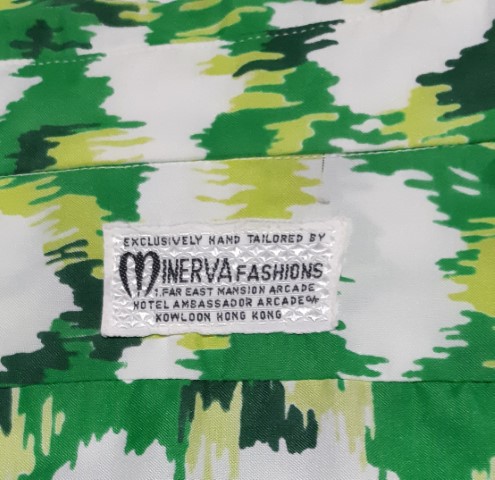 EXCLUSIVELY HAND TAILORED BY
MINERVA FASHIONS
1. FAR EAST MANSION ARCADE
HOTEL AMBASSADOR ARCADE
KOWLOON HONG KONG